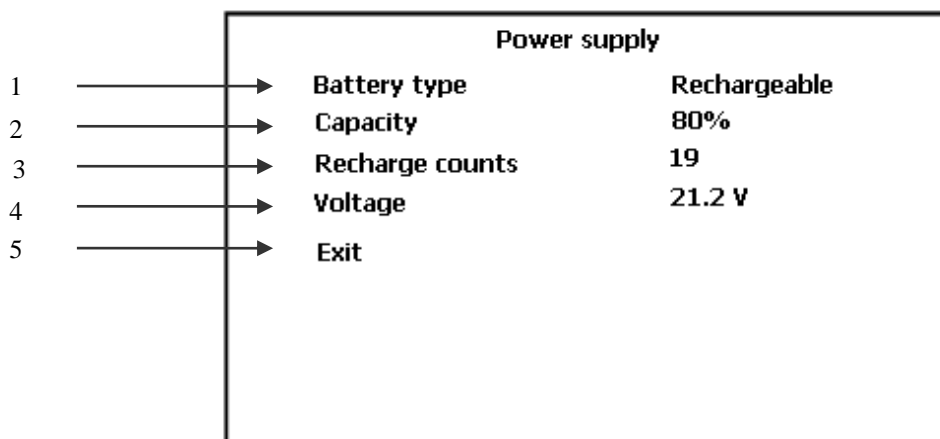 Power supply
1 Battery type Rechargeable
2 Capacity 80%
3 Recharge counts 19
4 Voltage 21.2 V
5 Exit